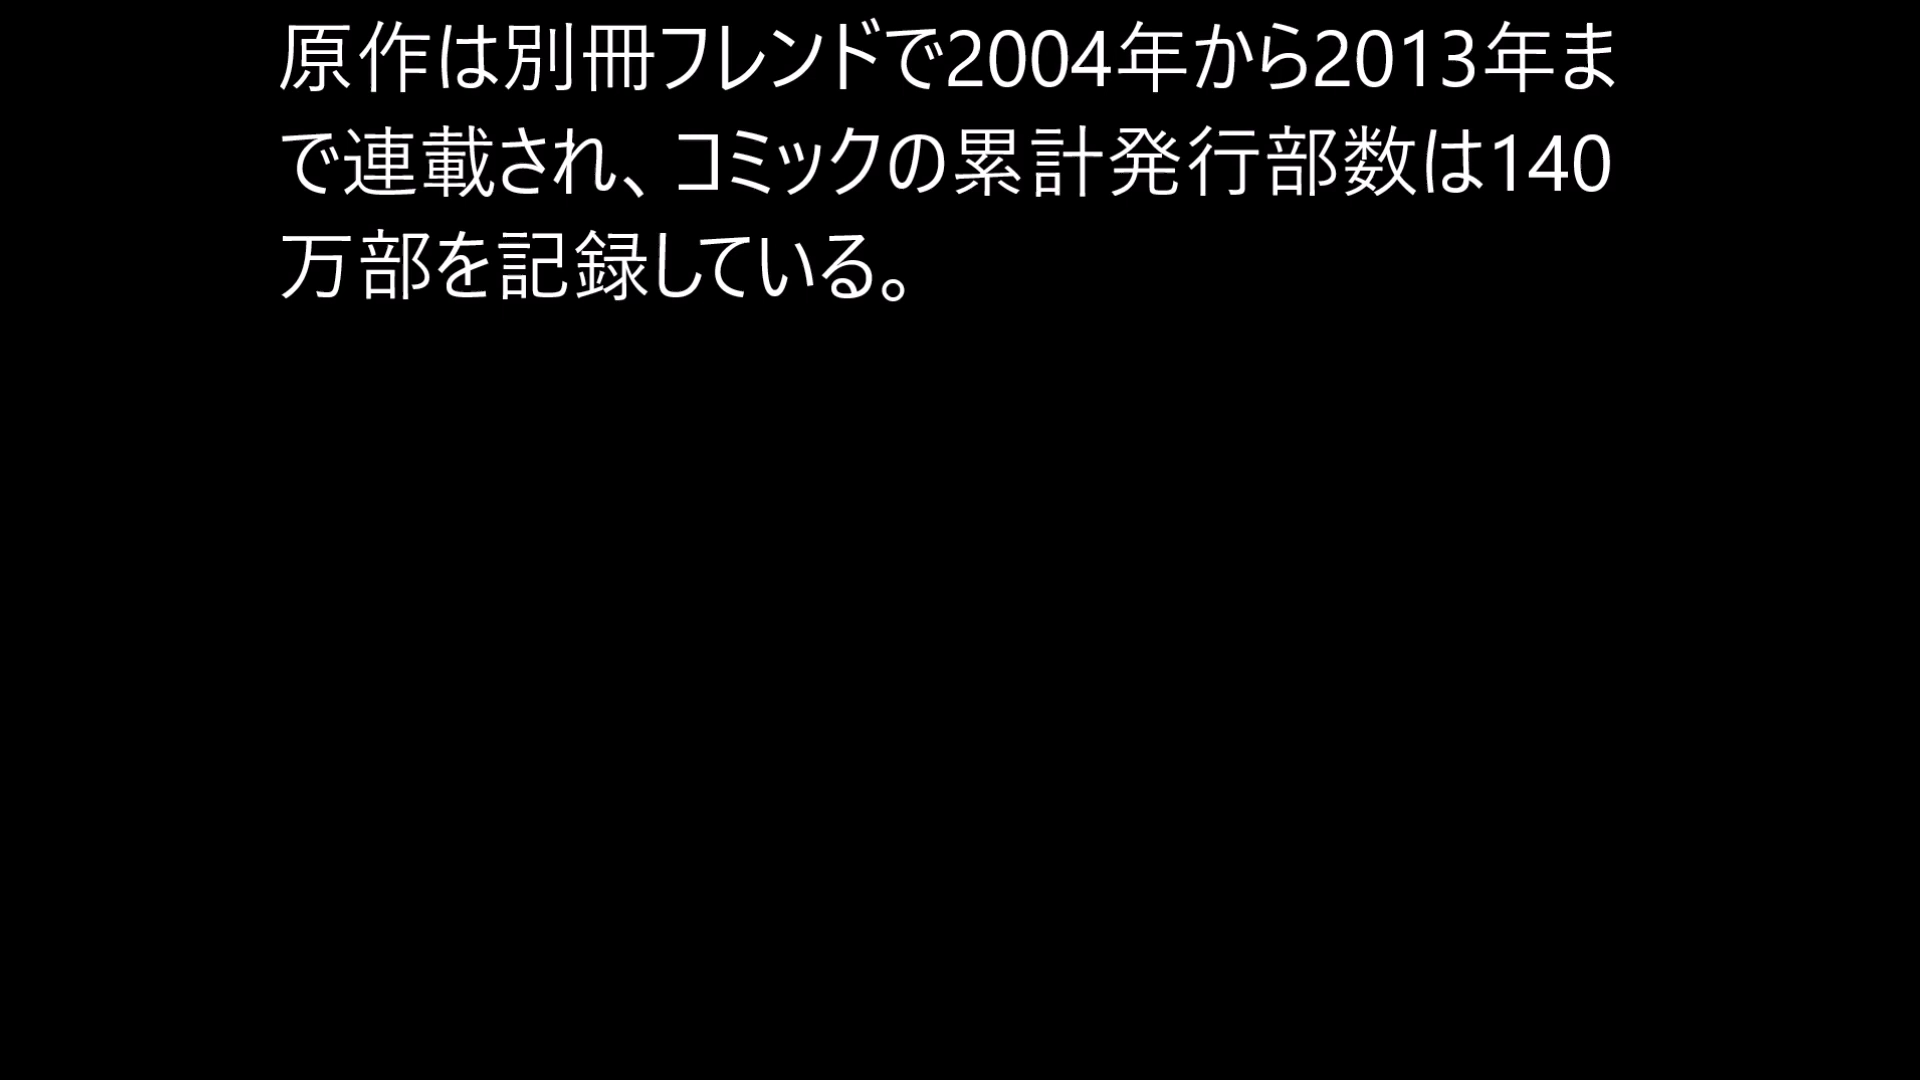 原作は別冊フレンドで2004年から2013年ま
で連載され、コミックの累計発行部数は140
万部を記録している。